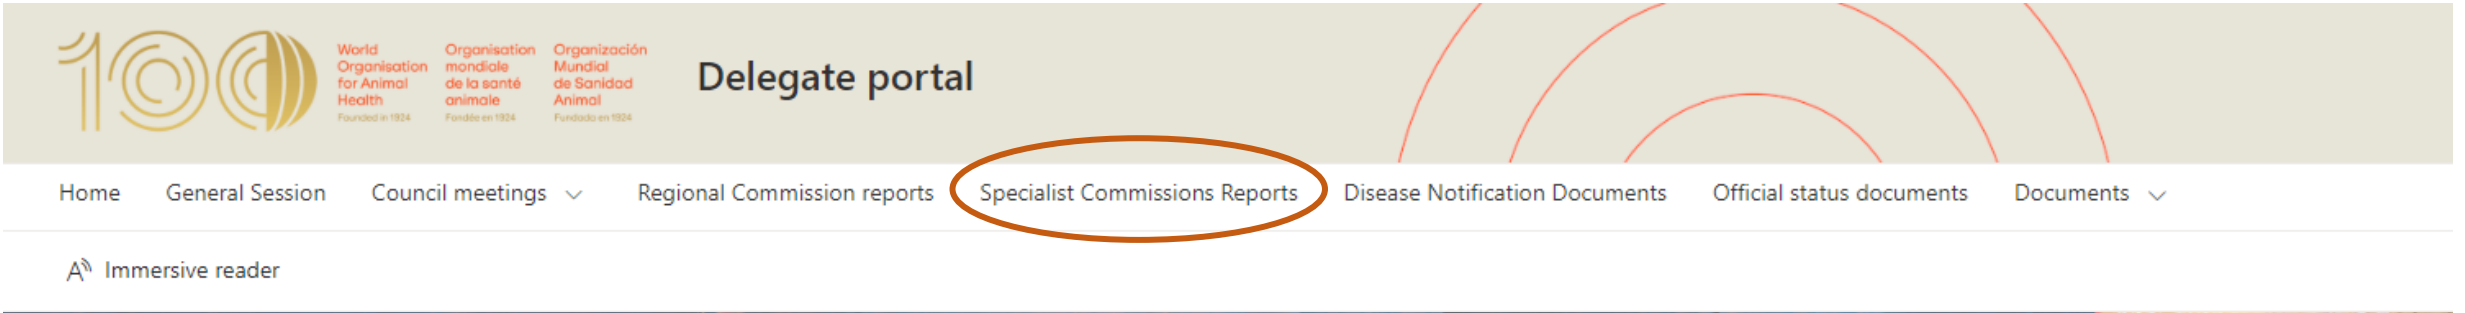 100
World
Organisation
for Animal
Health
Founded in 1924
Organisation
mondiale
de la santé
animale
Fondée en 1924
Organización
Mundial
de Sanidad
Animal
Fundada en 1924
Delegate portal
Home General Session Council meetings Regional Commission reports Specialist Commissions Reports Disease Notification Documents Official status documents Documents
Immersive reader